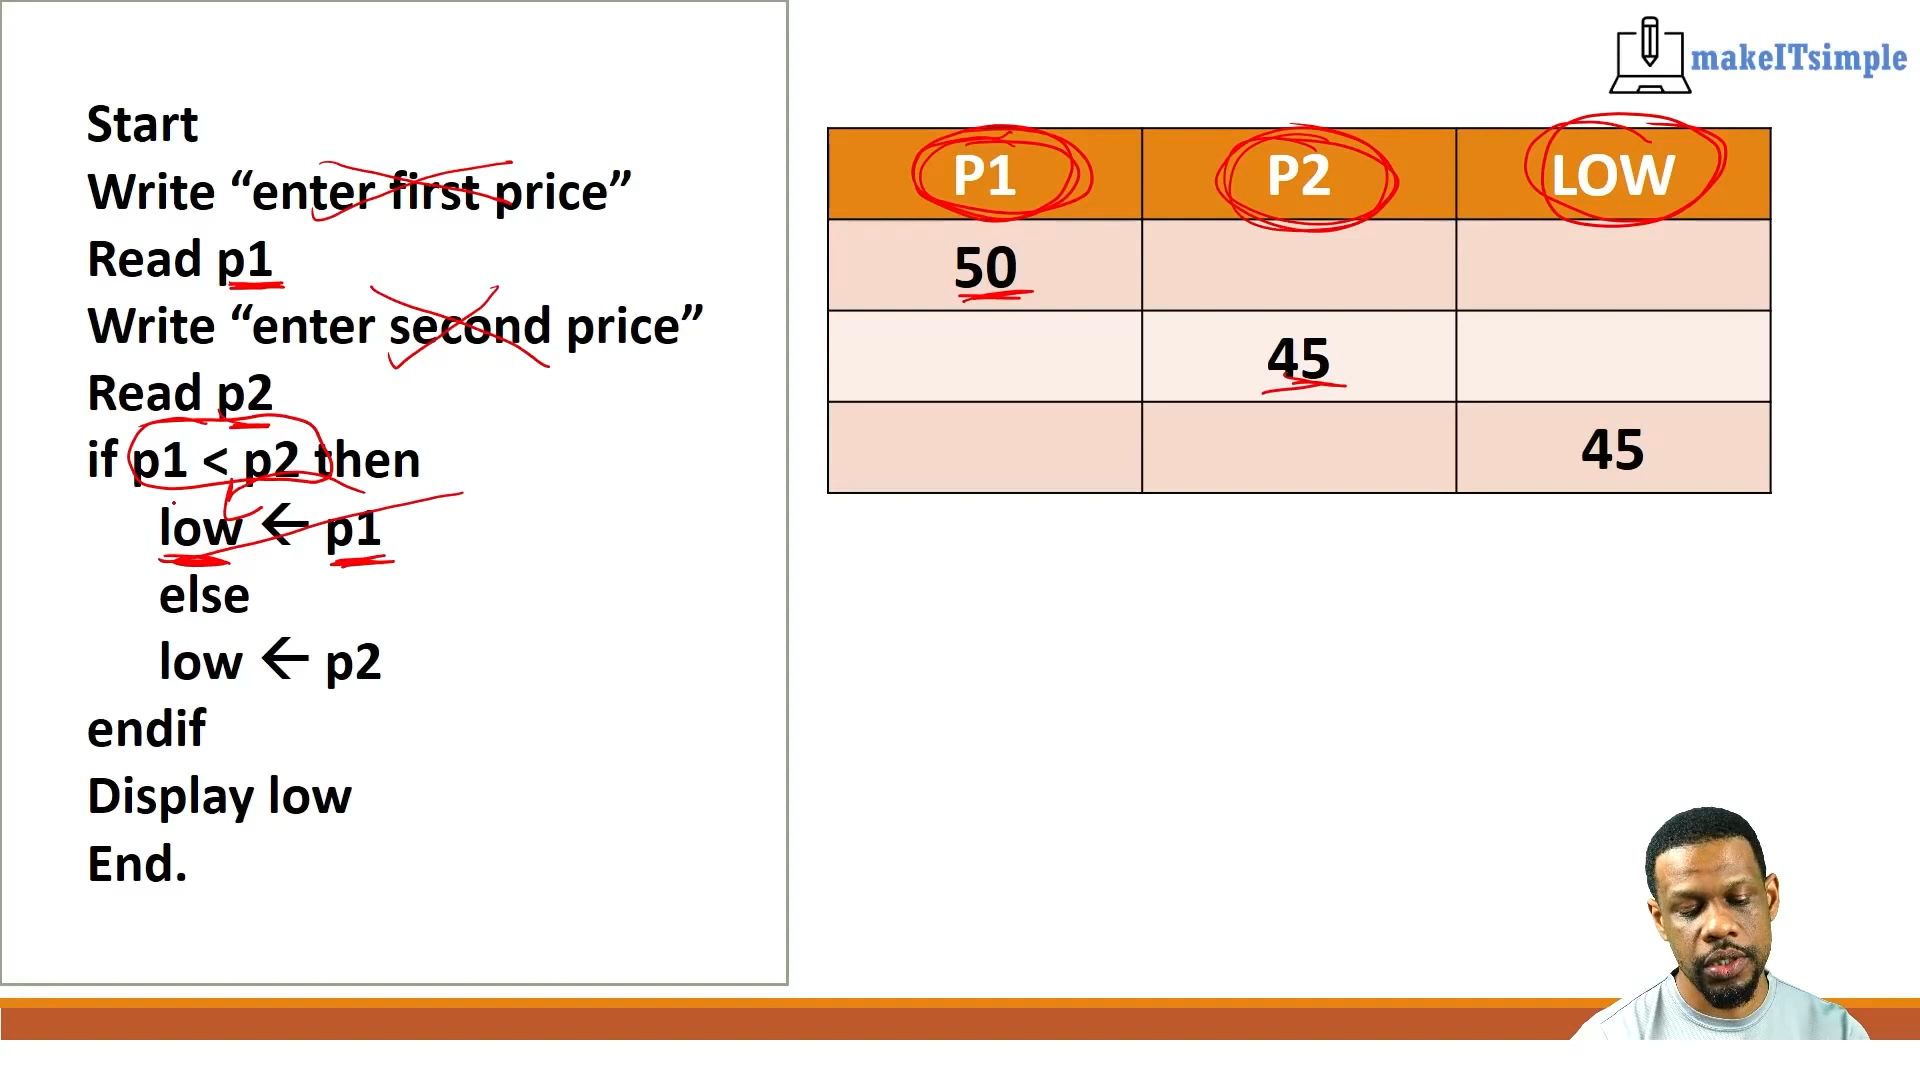 makeITsimple
Start
Write “enter first price”
Read p1
Write “enter second price”
Read p2
if p1 < p2 then
low ← p1
else
low ← p2
endif
Display low
End.
P1 P2 LOW
50
45
45